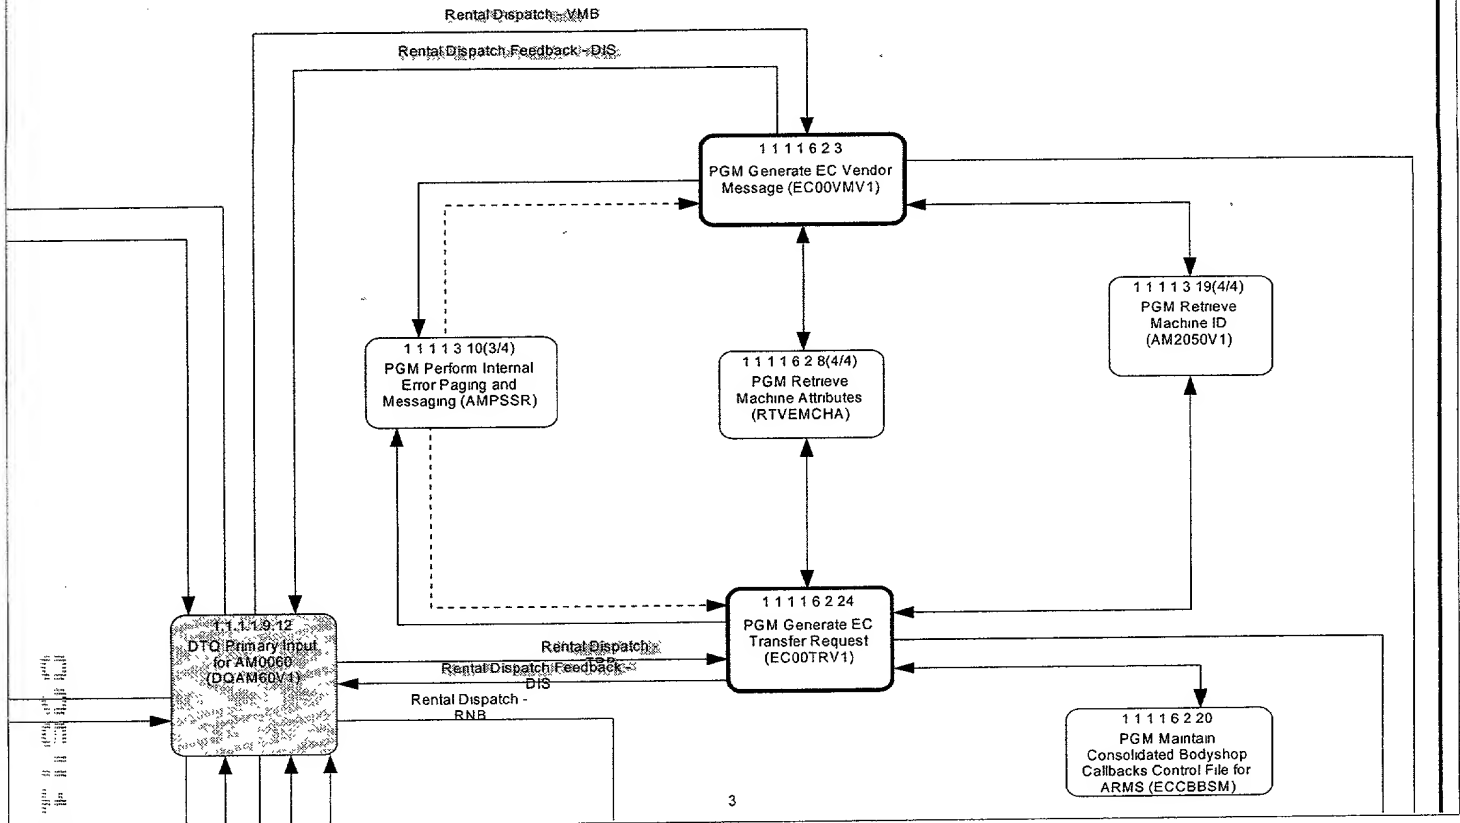 Rental Dispatch - VMB
Rental Dispatch Feedback - DIS
1 1 1 1 6 2 3
PGM Generate EC Vendor
Message (EC00VMV1)
1 1 1 1 3 19(4/4)
PGM Retrieve
Machine ID
(AM2050V1)
1 1 1 1 3 10(3/4)
PGM Perform Internal
Error Paging and
Messaging (AMPSSR)
1 1 1 1 6 2 8(4/4)
PGM Retrieve
Machine Attributes
(RTVEMCHA)
1 1 1 1 6 2 24
PGM Generate EC
Transfer Request
(EC00TRV1)
1.1.1.1.9.12
DTQ Primary Input
for AM0060
(DQAM60V1)
Rental Dispatch -
Rental Dispatch Feedback -
DIS
Rental Dispatch -
RNB
1 1 1 1 6 2 20
PGM Maintain
Consolidated Bodyshop
Callbacks Control File for
ARMS (ECCBBSM)
3